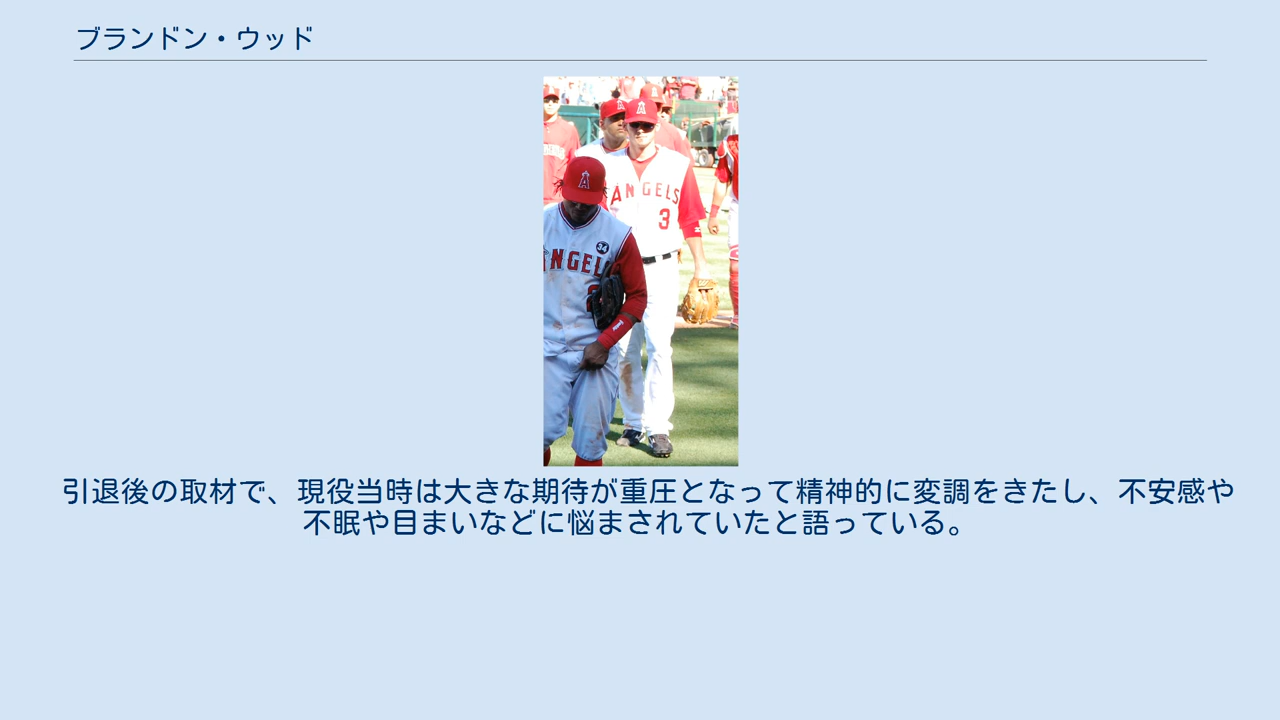 ブランドン・ウッド
A
A
A
ANGELS
3
34
ANGEL
引退後の取材で、現役当時は大きな期待が重圧となって精神的に変調をきたし、不安感や
不眠や目まいなどに悩まされていたと語っている。